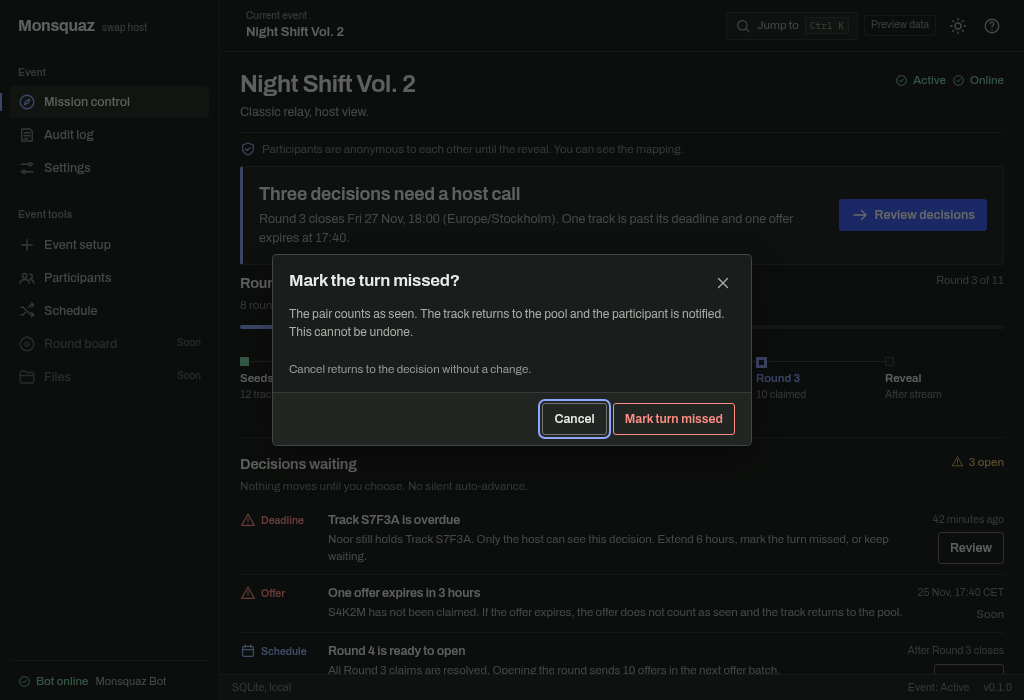 Monsquaz swap host
Current event
Night Shift Vol. 2
Jump to Ctrl K
Preview data
Event
Mission control
Audit log
Settings
Event tools
Event setup
Participants
Schedule
Round board Soon
Files Soon
Bot online Monsquaz Bot
Night Shift Vol. 2
Active Online
Classic relay, host view.
Participants are anonymous to each other until the reveal. You can see the mapping.
Three decisions need a host call
Round 3 closes Fri 27 Nov, 18:00 (Europe/Stockholm). One track is past its deadline and one offer
expires at 17:40.
Review decisions
Round 3 of 11
8 roun
Mark the turn missed?
The pair counts as seen. The track returns to the pool and the participant is notified.
This cannot be undone.
Cancel returns to the decision without a change.
Cancel
Mark turn missed
Seeds
12 trac
Round 3
10 claimed
Reveal
After stream
Decisions waiting
3 open
Nothing moves until you choose. No silent auto-advance.
Deadline
Track S7F3A is overdue
42 minutes ago
Noor still holds Track S7F3A. Only the host can see this decision. Extend 6 hours, mark the turn missed, or keep
waiting.
Review
Offer
One offer expires in 3 hours
25 Nov, 17:40 CET
S4K2M has not been claimed. If the offer expires, the offer does not count as seen and the track returns to the pool.
Soon
Schedule
Round 4 is ready to open
After Round 3 closes
All Round 3 claims are resolved. Opening the round sends 10 offers in the next offer batch.
SQLite, local
Event: Active v0.1.0